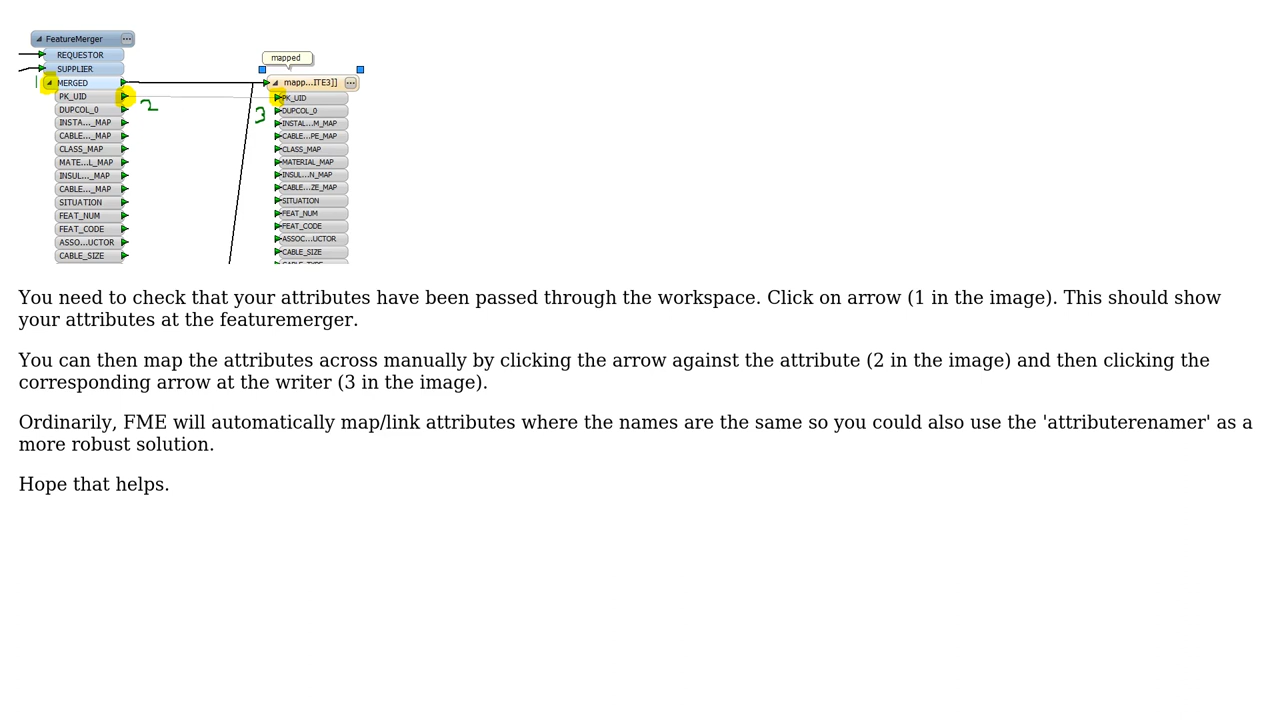 FeatureMerger
REQUESTOR
SUPPLIER
1 MERGED
PK_UID
2
DUPCOL_0
INSTA..._MAP
CABLE..._MAP
CLASS_MAP
MATE...L_MAP
INSUL..._MAP
CABLE..._MAP
SITUATION
FEAT_NUM
FEAT_CODE
ASSO...UCTOR
CABLE_SIZE
mapped
mapp...ITE3]]
PK_UID
3
DUPCOL_0
INSTAL...M_MAP
CABLE...PE_MAP
CLASS_MAP
MATERIAL_MAP
INSUL...N_MAP
CABLE...ZE_MAP
SITUATION
FEAT_NUM
FEAT_CODE
ASSOC...UCTOR
CABLE_SIZE
You need to check that your attributes have been passed through the workspace. Click on arrow (1 in the image). This should show
your attributes at the featuremerger.
You can then map the attributes across manually by clicking the arrow against the attribute (2 in the image) and then clicking the
corresponding arrow at the writer (3 in the image).
Ordinarily, FME will automatically map/link attributes where the names are the same so you could also use the 'attributerenamer' as a
more robust solution.
Hope that helps.